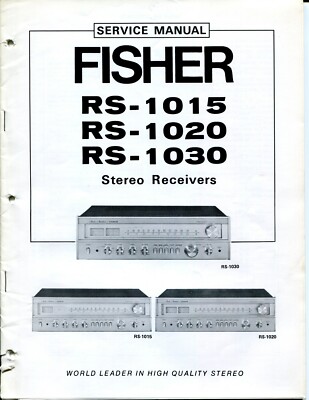 SERVICE MANUAL
FISHER
RS-1015
RS-1020
RS-1030
Stereo Receivers
RS-1030
RS-1015
RS-1020
WORLD LEADER IN HIGH QUALITY STEREO